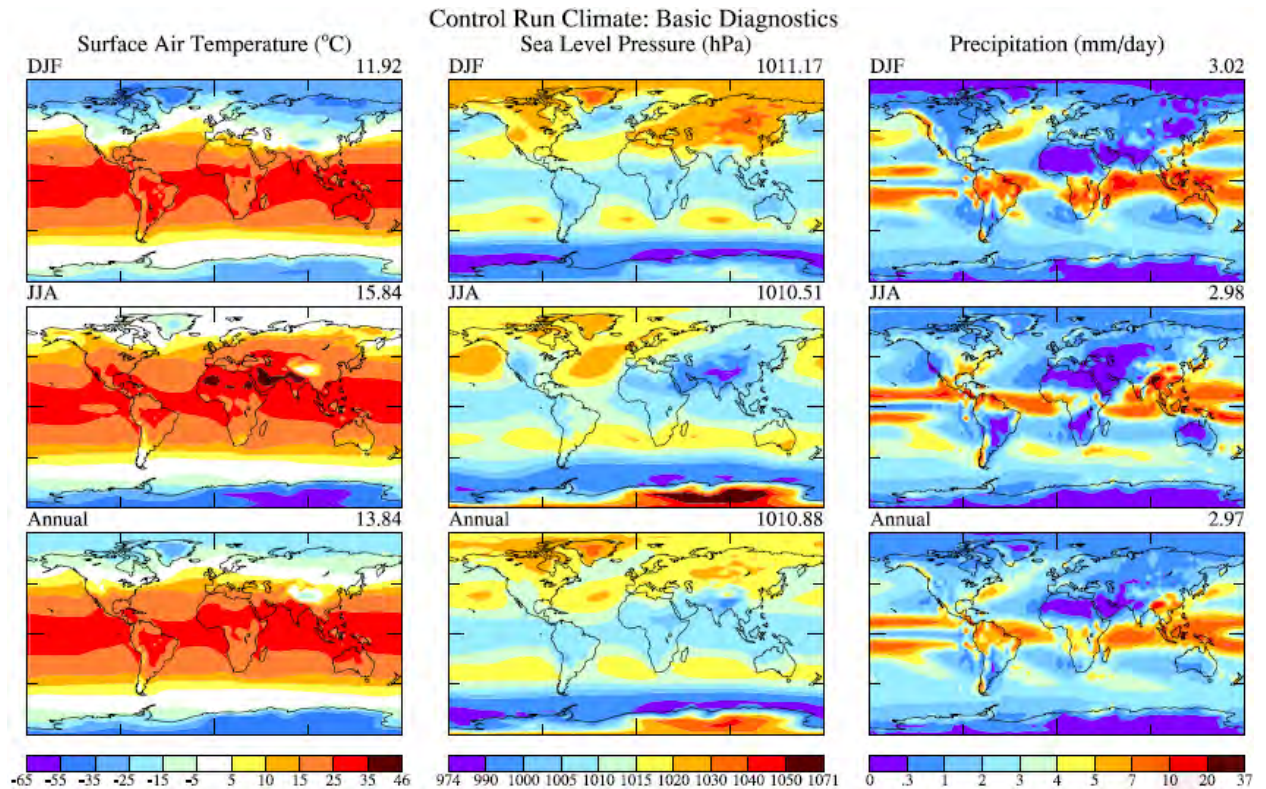 Control Run Climate: Basic Diagnostics
Surface Air Temperature (°C) Sea Level Pressure (hPa) Precipitation (mm/day)
DJF 11.92 DJF 1011.17 DJF 3.02
JJA 15.84 JJA 1010.51 JJA 2.98
Annual 13.84 Annual 1010.88 Annual 2.97
-65 -55 -35 -25 -15 -5 5 10 15 25 35 46 974 990 1000 1005 1010 1015 1020 1030 1040 1050 1071 0 .3 1 2 3 4 5 7 10 20 37